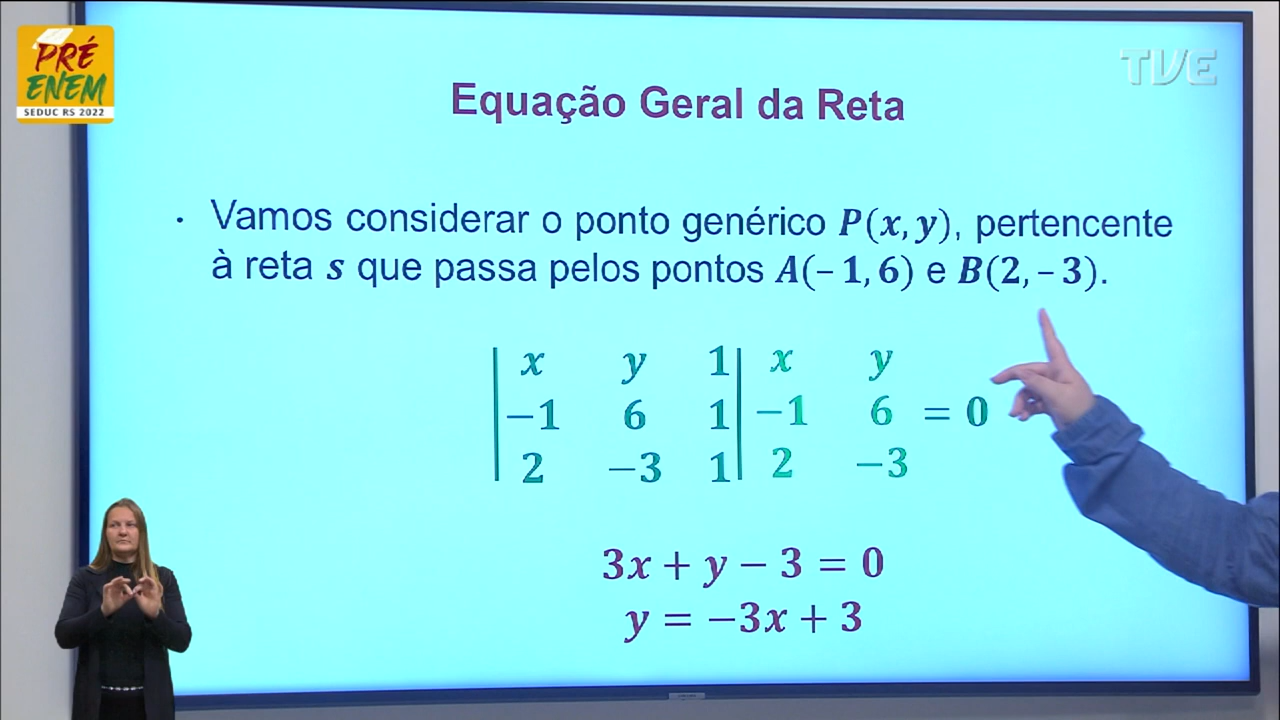 PRÉ
ENEM
SEDUC RS 2022
TVE
Equação Geral da Reta
• Vamos considerar o ponto genérico P(x, y), pertencente
à reta s que passa pelos pontos A(– 1, 6) e B(2, – 3).
| x y 1 | x y
| −1 6 1 | −1 6 = 0
| 2 −3 1 | 2 −3
3x + y − 3 = 0
y = −3x + 3